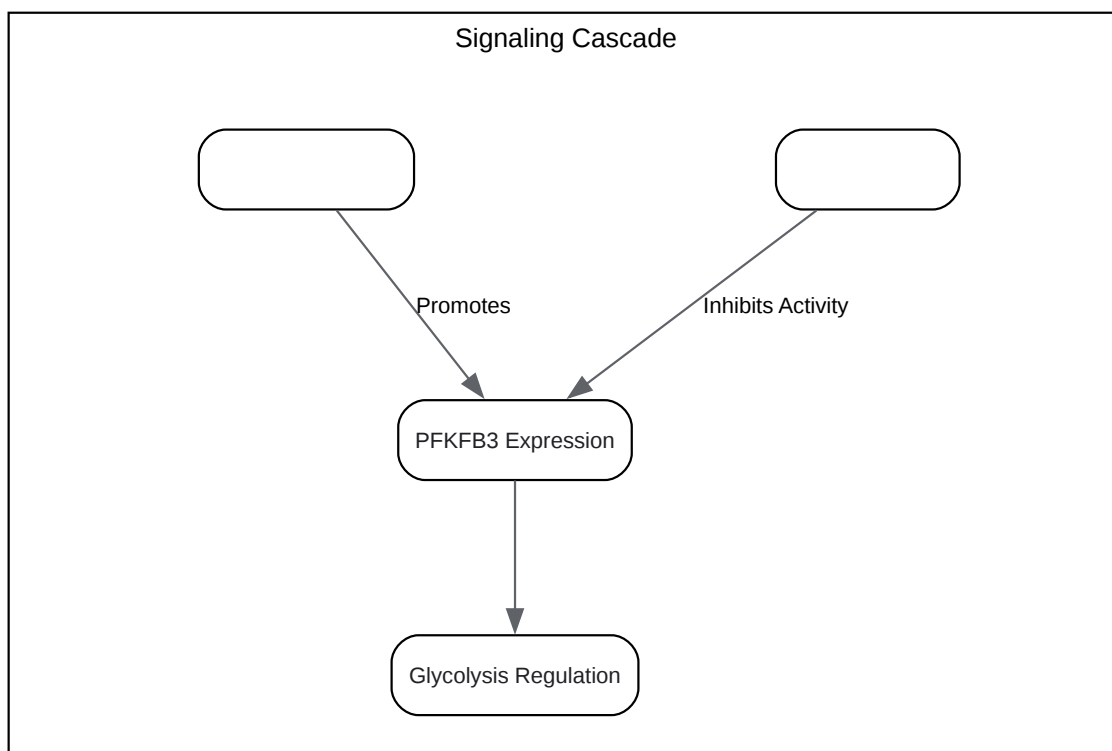 Signaling Cascade
Promotes
Inhibits Activity
PFKFB3 Expression
Glycolysis Regulation